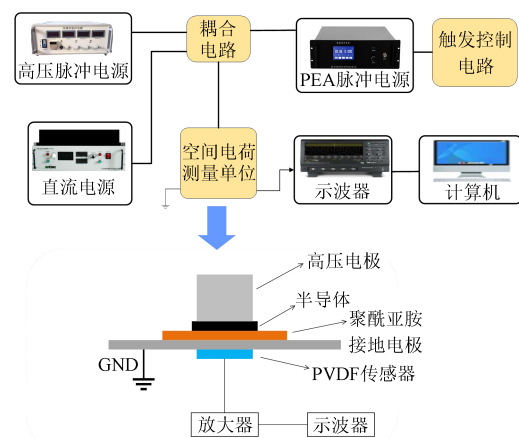 高压脉冲电源
耦合
电路
PEA脉冲电源
触发控制
电路
直流电源
空间电荷
测量单位
示波器
计算机
高压电极
半导体
聚酰亚胺
接地电极
GND
PVDF传感器
放大器
示波器